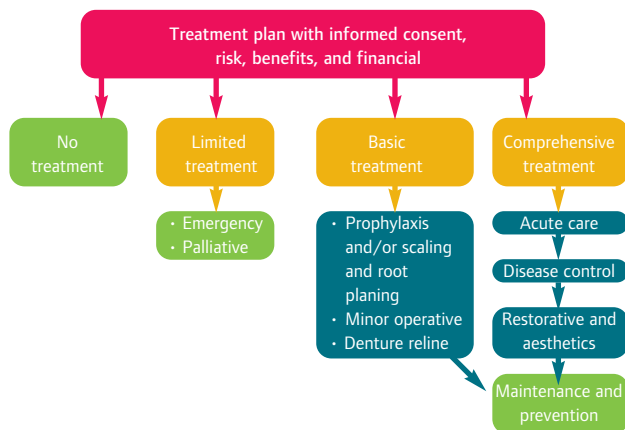 Treatment plan with informed consent,
risk, benefits, and financial
No
treatment
Limited
treatment
Basic
treatment
Comprehensive
treatment
· Emergency
· Palliative
· Prophylaxis
and/or scaling
and root
planing
· Minor operative
· Denture reline
Acute care
Disease control
Restorative and
aesthetics
Maintenance and
prevention